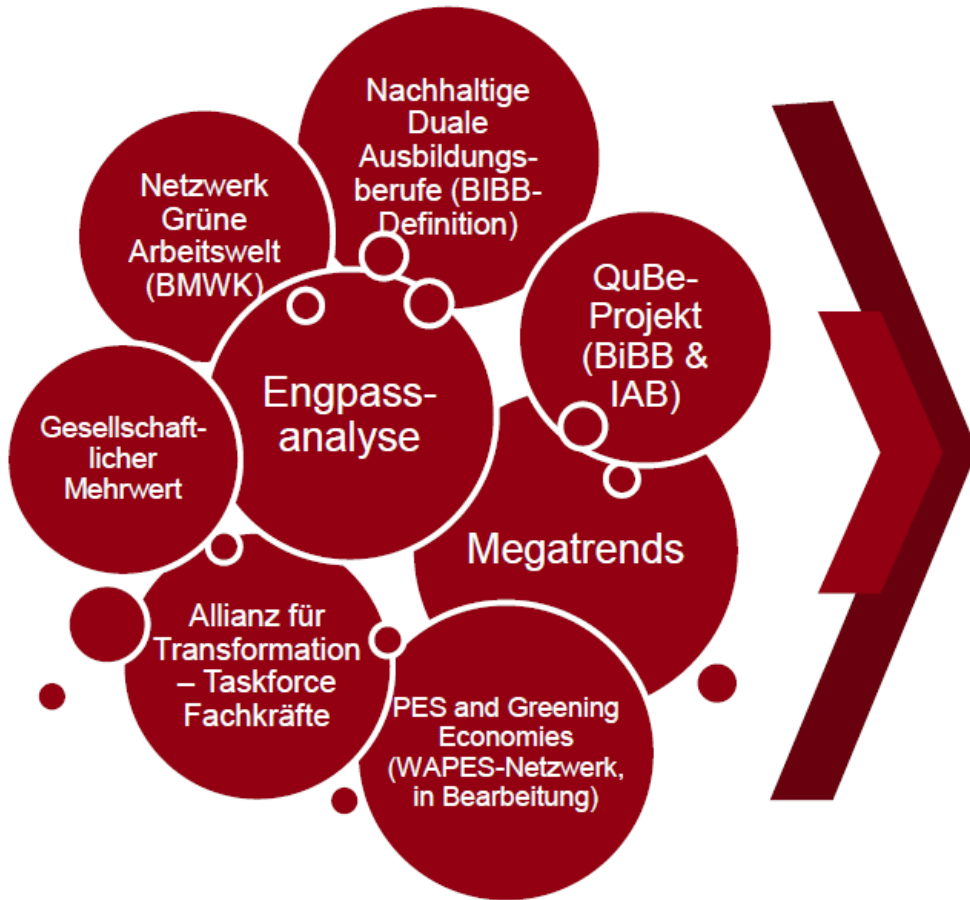 Nachhaltige
Duale
Ausbildungs-
berufe (BIBB-
Definition)
Netzwerk
Grüne
Arbeitswelt
(BMWK)
QuBe-
Projekt
(BiBB &
IAB)
Engpass-
analyse
Gesellschaft-
licher
Mehrwert
Megatrends
Allianz für
Transformation
– Taskforce
Fachkräfte
PES and Greening
Economies
(WAPES-Netzwerk,
in Bearbeitung)